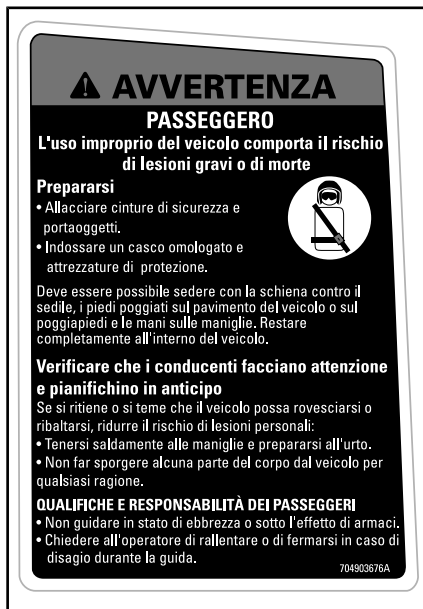 AVVERTENZA
PASSEGGERO
L'uso improprio del veicolo comporta il rischio
di lesioni gravi o di morte
Prepararsi
• Allacciare cinture di sicurezza e
portaoggetti.
• Indossare un casco omologato e
attrezzature di protezione.
Deve essere possibile sedere con la schiena contro il
sedile, i piedi poggiati sul pavimento del veicolo o sul
poggiapiedi e le mani sulle maniglie. Restare
completamente all'interno del veicolo.
Verificare che i conducenti facciano attenzione
e pianifichino in anticipo
Se si ritiene o si teme che il veicolo possa rovesciarsi o
ribaltarsi, ridurre il rischio di lesioni personali:
• Tenersi saldamente alle maniglie e prepararsi all'urto.
• Non far sporgere alcuna parte del corpo dal veicolo per
qualsiasi ragione.
QUALIFICHE E RESPONSABILITÀ DEI PASSEGGERI
• Non guidare in stato di ebbrezza o sotto l'effetto di armaci.
• Chiedere all'operatore di rallentare o di fermarsi in caso di
disagio durante la guida.
704903676A